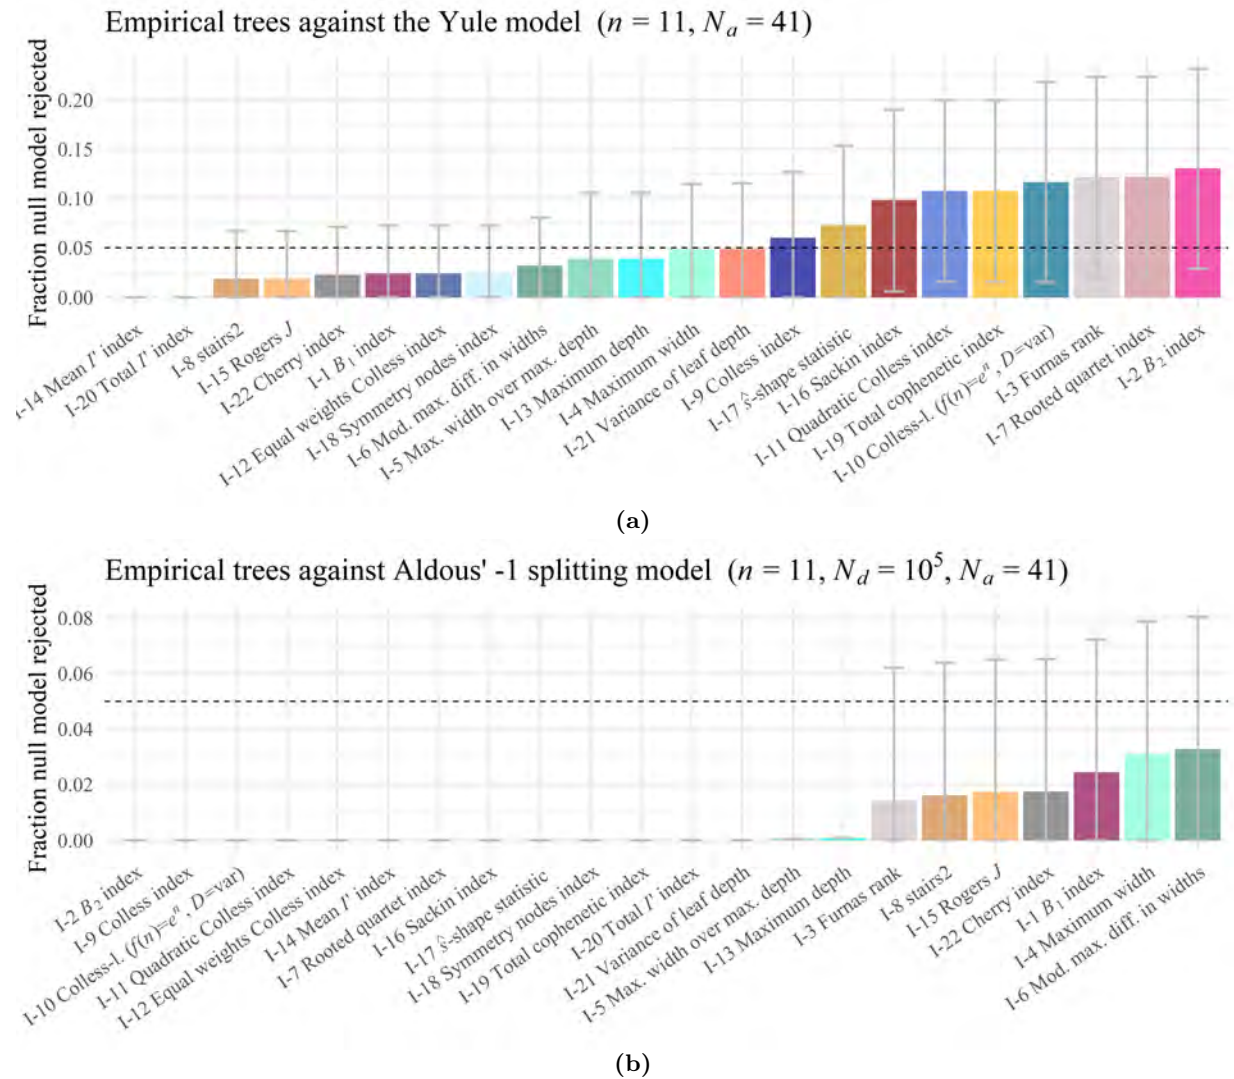 Empirical trees against the Yule model (n = 11, Nₐ = 41)
Fraction null model rejected
0.20
0.15
0.10
0.05
0.00
I-14 Mean I′ index
I-20 Total I′ index
I-8 stairs2
I-15 Rogers J
I-22 Cherry index
I-1 B₁ index
I-12 Equal weights Colless index
I-18 Symmetry nodes index
I-6 Mod. max. diff. in widths
I-5 Max. width over max. depth
I-13 Maximum depth
I-4 Maximum width
I-21 Variance of leaf depth
I-9 Colless index
I-17 ŝ-shape statistic
I-16 Sackin index
I-11 Quadratic Colless index
I-19 Total cophenetic index
I-10 Colless-l. (f(n)=eⁿ, D=var)
I-3 Furnas rank
I-7 Rooted quartet index
I-2 B₂ index
(a)
Empirical trees against Aldous' -1 splitting model (n = 11, N_d = 10⁵, Nₐ = 41)
Fraction null model rejected
0.08
0.06
0.04
0.02
0.00
I-2 B₂ index
I-9 Colless index
I-10 Colless-l. (f(n)=eⁿ, D=var)
I-11 Quadratic Colless index
I-12 Equal weights Colless index
I-14 Mean I′ index
I-7 Rooted quartet index
I-16 Sackin index
I-17 ŝ-shape statistic
I-18 Symmetry nodes index
I-19 Total cophenetic index
I-20 Total I′ index
I-21 Variance of leaf depth
I-5 Max. width over max. depth
I-13 Maximum depth
I-3 Furnas rank
I-8 stairs2
I-15 Rogers J
I-22 Cherry index
I-1 B₁ index
I-4 Maximum width
I-6 Mod. max. diff. in widths
(b)